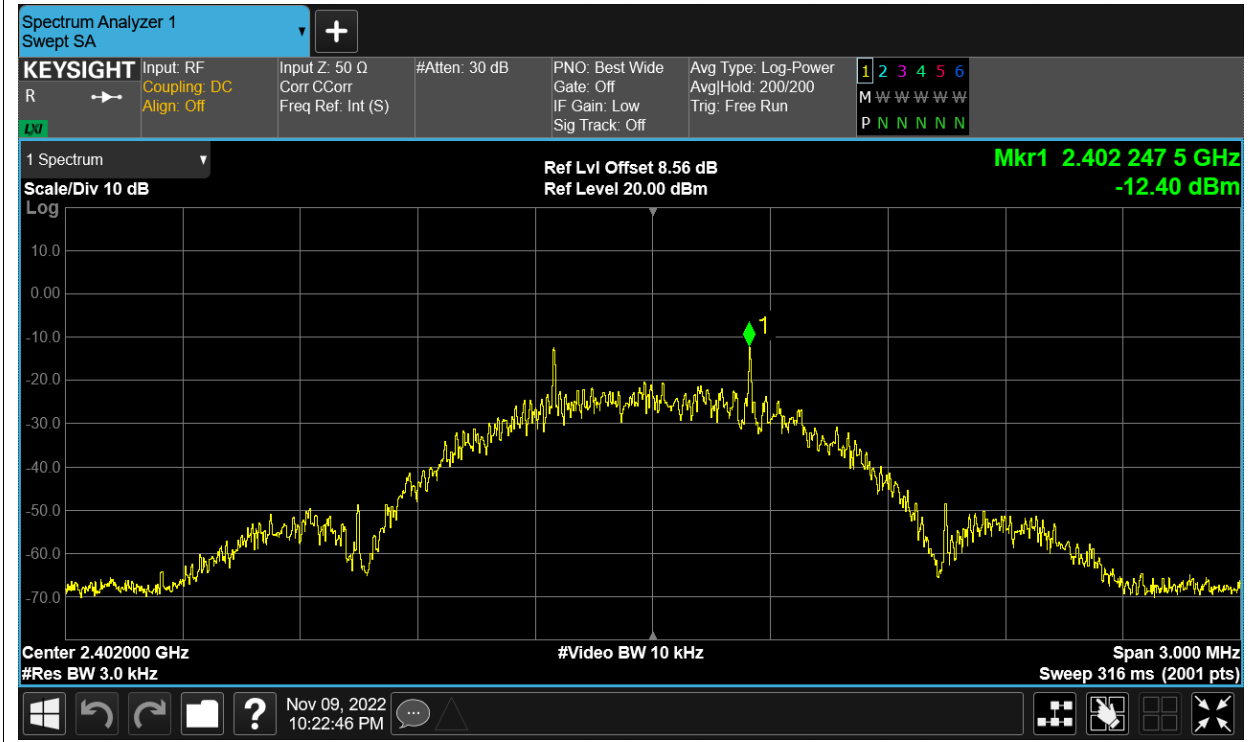 Spectrum Analyzer 1
Swept SA
KEYSIGHT
R
LXI
Input: RF
Coupling: DC
Align: Off
Input Z: 50 Ω
Corr CCorr
Freq Ref: Int (S)
#Atten: 30 dB
PNO: Best Wide
Gate: Off
IF Gain: Low
Sig Track: Off
Avg Type: Log-Power
Avg|Hold: 200/200
Trig: Free Run
1 2 3 4 5 6
M W W W W W
P N N N N N
1 Spectrum
Scale/Div 10 dB
Log
Ref Lvl Offset 8.56 dB
Ref Level 20.00 dBm
Mkr1 2.402 247 5 GHz
-12.40 dBm
10.0
0.00
1
-10.0
-20.0
-30.0
-40.0
-50.0
-60.0
-70.0
Center 2.402000 GHz
#Res BW 3.0 kHz
#Video BW 10 kHz
Span 3.000 MHz
Sweep 316 ms (2001 pts)
?
Nov 09, 2022
10:22:46 PM